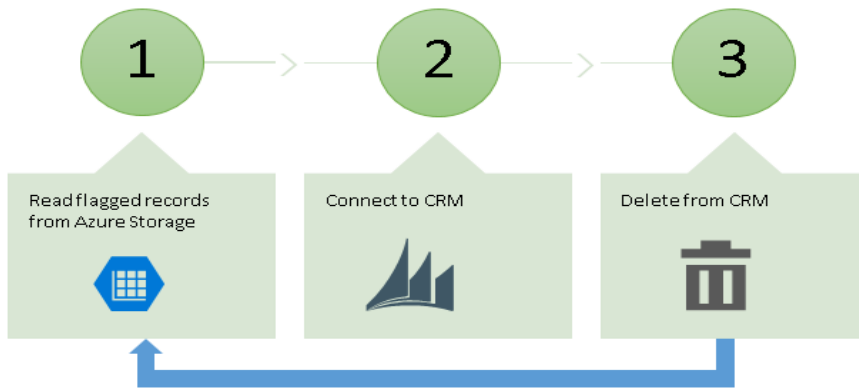 1
2
3
Read flagged records
from Azure Storage
Connect to CRM
Delete from CRM